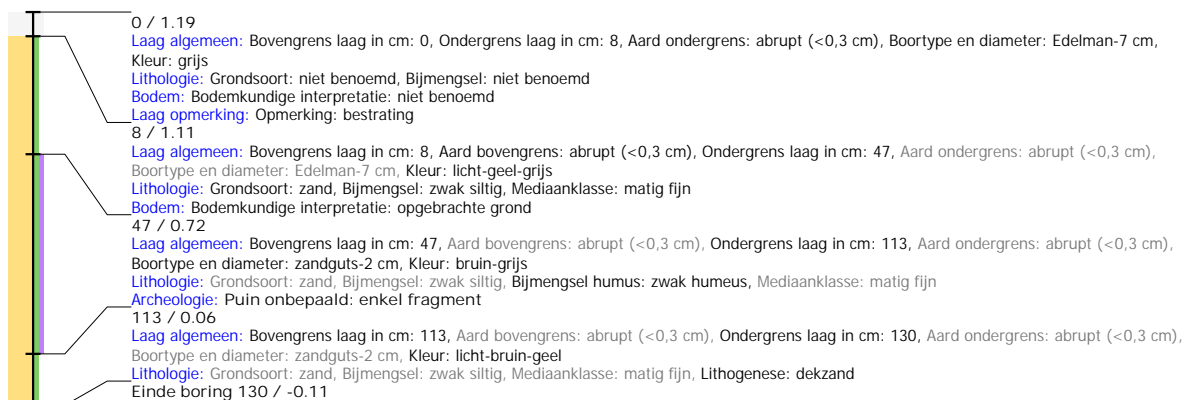 0 / 1.19
Laag algemeen: Bovengrens laag in cm: 0, Ondergrens laag in cm: 8, Aard ondergrens: abrupt (<0,3 cm), Boortype en diameter: Edelman-7 cm,
Kleur: grijs
Lithologie: Grondsoort: niet benoemd, Bijmengsel: niet benoemd
Bodem: Bodemkundige interpretatie: niet benoemd
Laag opmerking: Opmerking: bestrating
8 / 1.11
Laag algemeen: Bovengrens laag in cm: 8, Aard bovengrens: abrupt (<0,3 cm), Ondergrens laag in cm: 47, Aard ondergrens: abrupt (<0,3 cm),
Boortype en diameter: Edelman-7 cm, Kleur: licht-geel-grijs
Lithologie: Grondsoort: zand, Bijmengsel: zwak siltig, Mediaanklasse: matig fijn
Bodem: Bodemkundige interpretatie: opgebrachte grond
47 / 0.72
Laag algemeen: Bovengrens laag in cm: 47, Aard bovengrens: abrupt (<0,3 cm), Ondergrens laag in cm: 113, Aard ondergrens: abrupt (<0,3 cm),
Boortype en diameter: zandguts-2 cm, Kleur: bruin-grijs
Lithologie: Grondsoort: zand, Bijmengsel: zwak siltig, Bijmengsel humus: zwak humeus, Mediaanklasse: matig fijn
Archeologie: Puin onbepaald: enkel fragment
113 / 0.06
Laag algemeen: Bovengrens laag in cm: 113, Aard bovengrens: abrupt (<0,3 cm), Ondergrens laag in cm: 130, Aard ondergrens: abrupt (<0,3 cm),
Boortype en diameter: zandguts-2 cm, Kleur: licht-bruin-geel
Lithologie: Grondsoort: zand, Bijmengsel: zwak siltig, Mediaanklasse: matig fijn, Lithogenese: dekzand
Einde boring 130 / -0.11